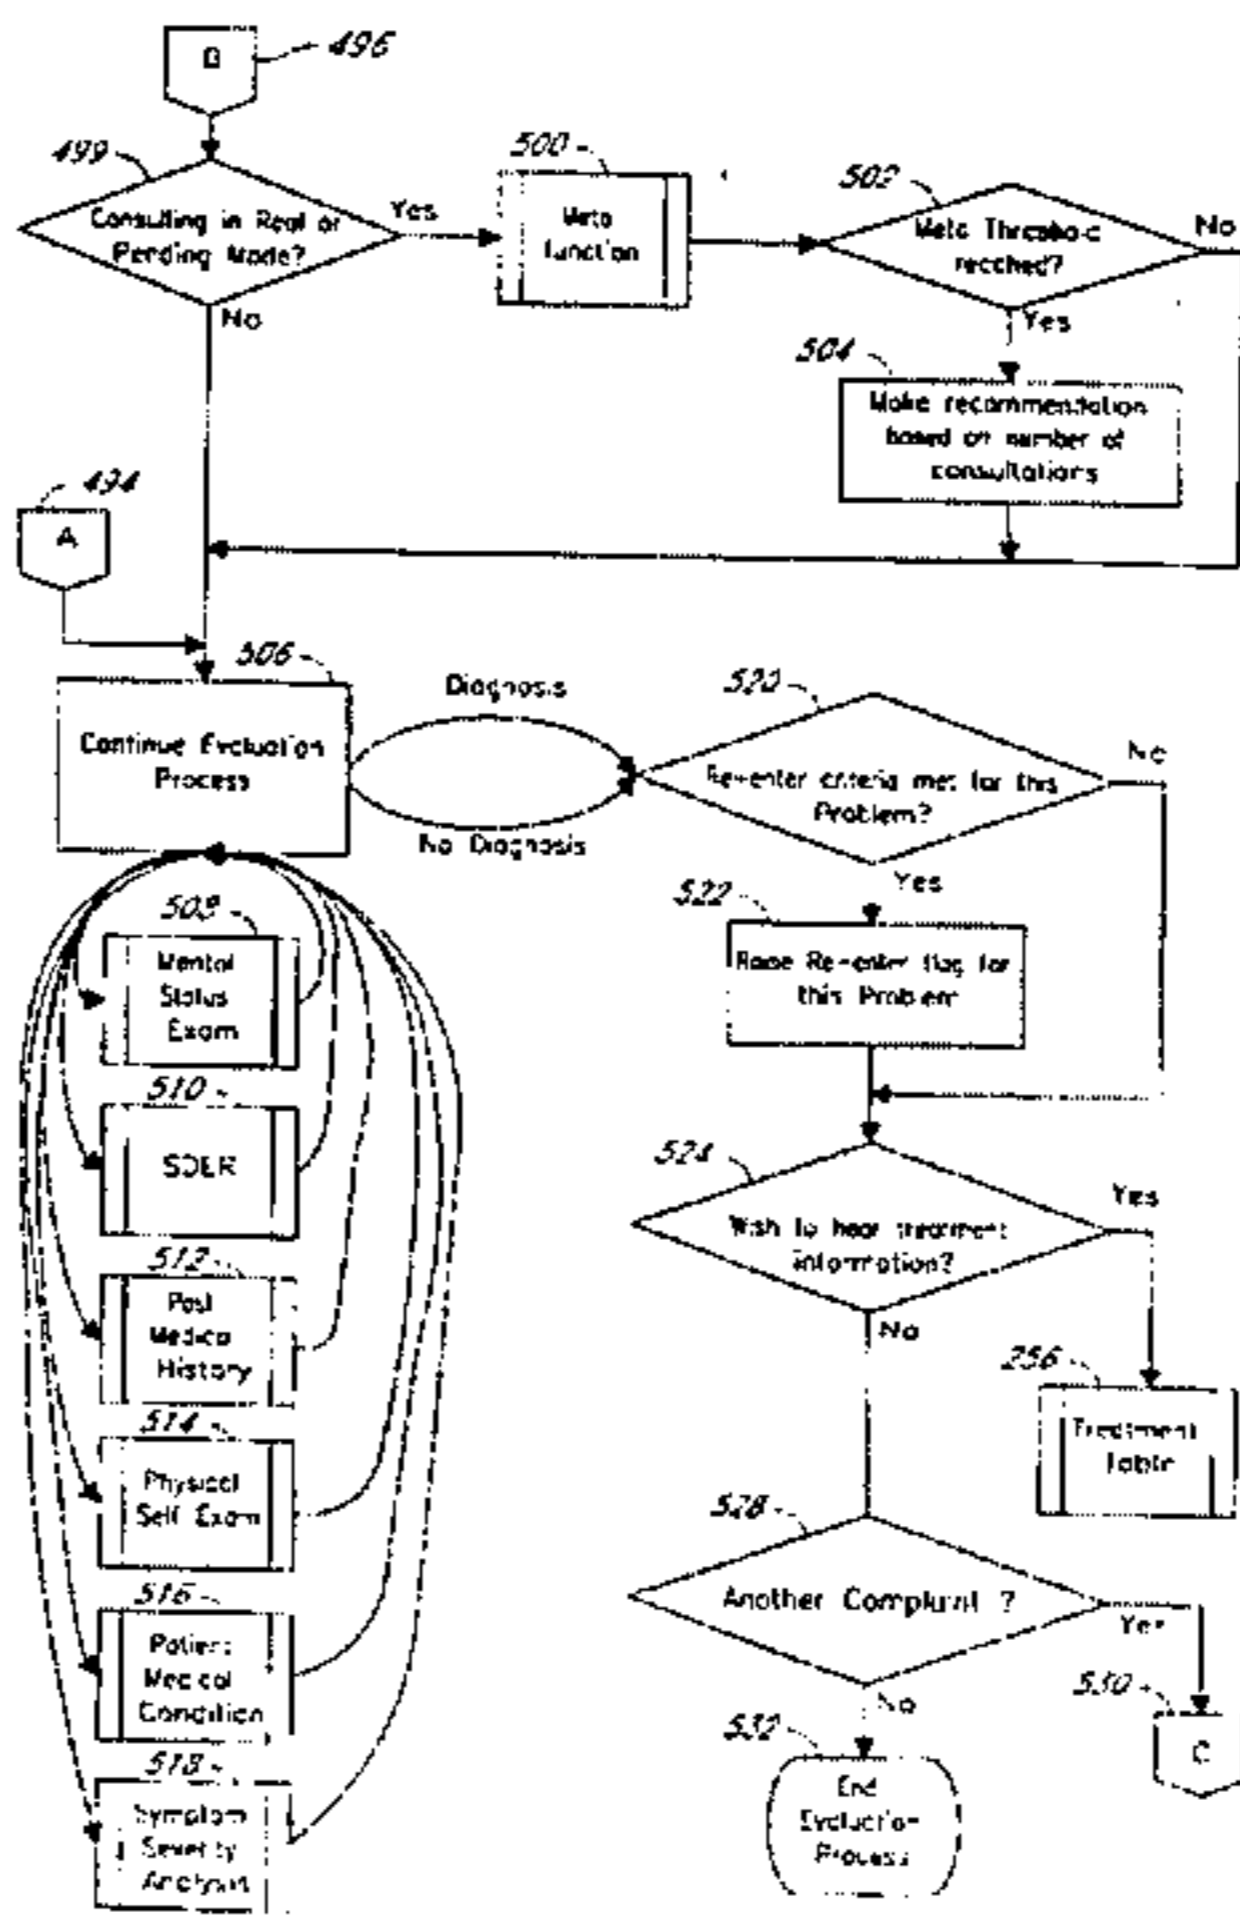 B
496
499
Consulting in Real or
Pending Mode?
Yes
No
500
Meta
function
502
Meta Threshold
reached?
No
Yes
504
Make recommendation
based on number of
consultations
494
A
506
Continue Evaluation
Process
Diagnosis
No Diagnosis
520
Re-enter criteria met for this
Problem?
No
Yes
522
Raise Re-enter flag for
this Problem
508
Mental
Status
Exam
510
SOER
512
Past
Medical
History
514
Physical
Self Exam
516
Patient
Medical
Condition
518
Symptom
Severity
Analysis
524
Wish to hear treatment
information?
Yes
No
256
Treatment
Table
528
Another Complaint ?
Yes
No
530
C
532
End
Evaluation
Process